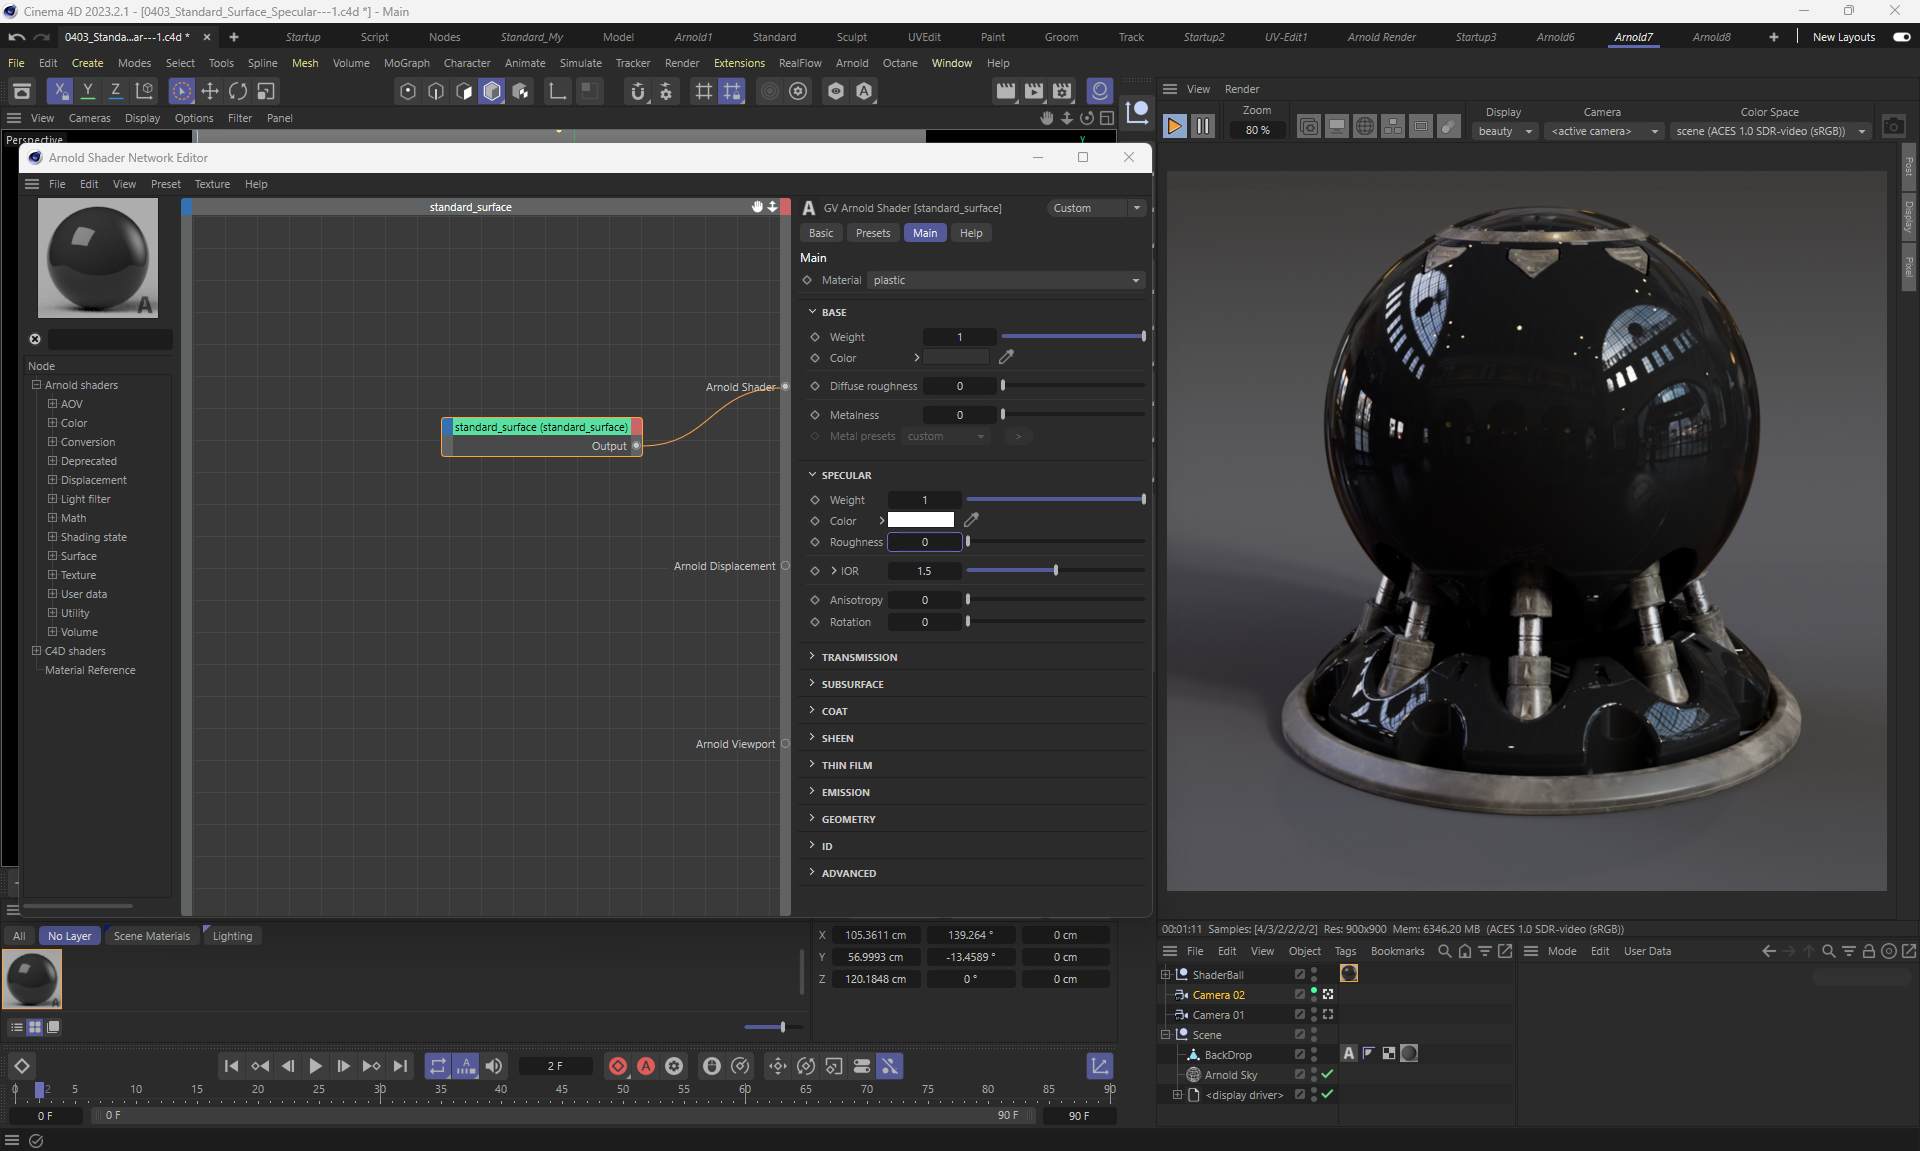 Cinema 4D 2023.2.1 - [0403_Standard_Surface_Specular---1.c4d *] - Main
0403_Standa...ar---1.c4d *
Startup
Script
Nodes
Standard_My
Model
Arnold1
Standard
Sculpt
UVEdit
Paint
Groom
Track
Startup2
UV-Edit1
Arnold Render
Startup3
Arnold6
Arnold7
Arnold8
New Layouts
File Edit Create Modes Select Tools Spline Mesh Volume MoGraph Character Animate Simulate Tracker Render Extensions RealFlow Arnold Octane Window Help
X Y Z
View Render
Zoom
80 %
Display
beauty
Camera
<active camera>
Color Space
scene (ACES 1.0 SDR-video (sRGB))
View Cameras Display Options Filter Panel
Perspective
Y
Post
Display
Pixel
Arnold Shader Network Editor
File Edit View Preset Texture Help
A
Node
Arnold shaders
AOV
Color
Conversion
Deprecated
Displacement
Light filter
Math
Shading state
Surface
Texture
User data
Utility
Volume
C4D shaders
Material Reference
standard_surface
Arnold Shader
standard_surface (standard_surface)
Output
Arnold Displacement
Arnold Viewport
A GV Arnold Shader [standard_surface]
Custom
Basic Presets Main Help
Main
Material plastic
BASE
Weight 1
Color
Diffuse roughness 0
Metalness 0
Metal presets custom >
SPECULAR
Weight 1
Color
Roughness 0
IOR 1.5
Anisotropy 0
Rotation 0
TRANSMISSION
SUBSURFACE
COAT
SHEEN
THIN FILM
EMISSION
GEOMETRY
ID
ADVANCED
All No Layer Scene Materials Lighting
X 105.3611 cm 139.264 ° 0 cm
Y 56.9993 cm -13.4589 ° 0 cm
Z 120.1848 cm 0 ° 0 cm
00:01:11 Samples: [4/3/2/2/2/2] Res: 900x900 Mem: 6346.20 MB (ACES 1.0 SDR-video (sRGB))
File Edit View Object Tags Bookmarks
Mode Edit User Data
ShaderBall
Camera 02
Camera 01
Scene
BackDrop A
Arnold Sky
<display driver>
2 F
0 2 5 10 15 20 25 30 35 40 45 50 55 60 65 70 75 80 85 90
0 F
0 F
90 F
90 F